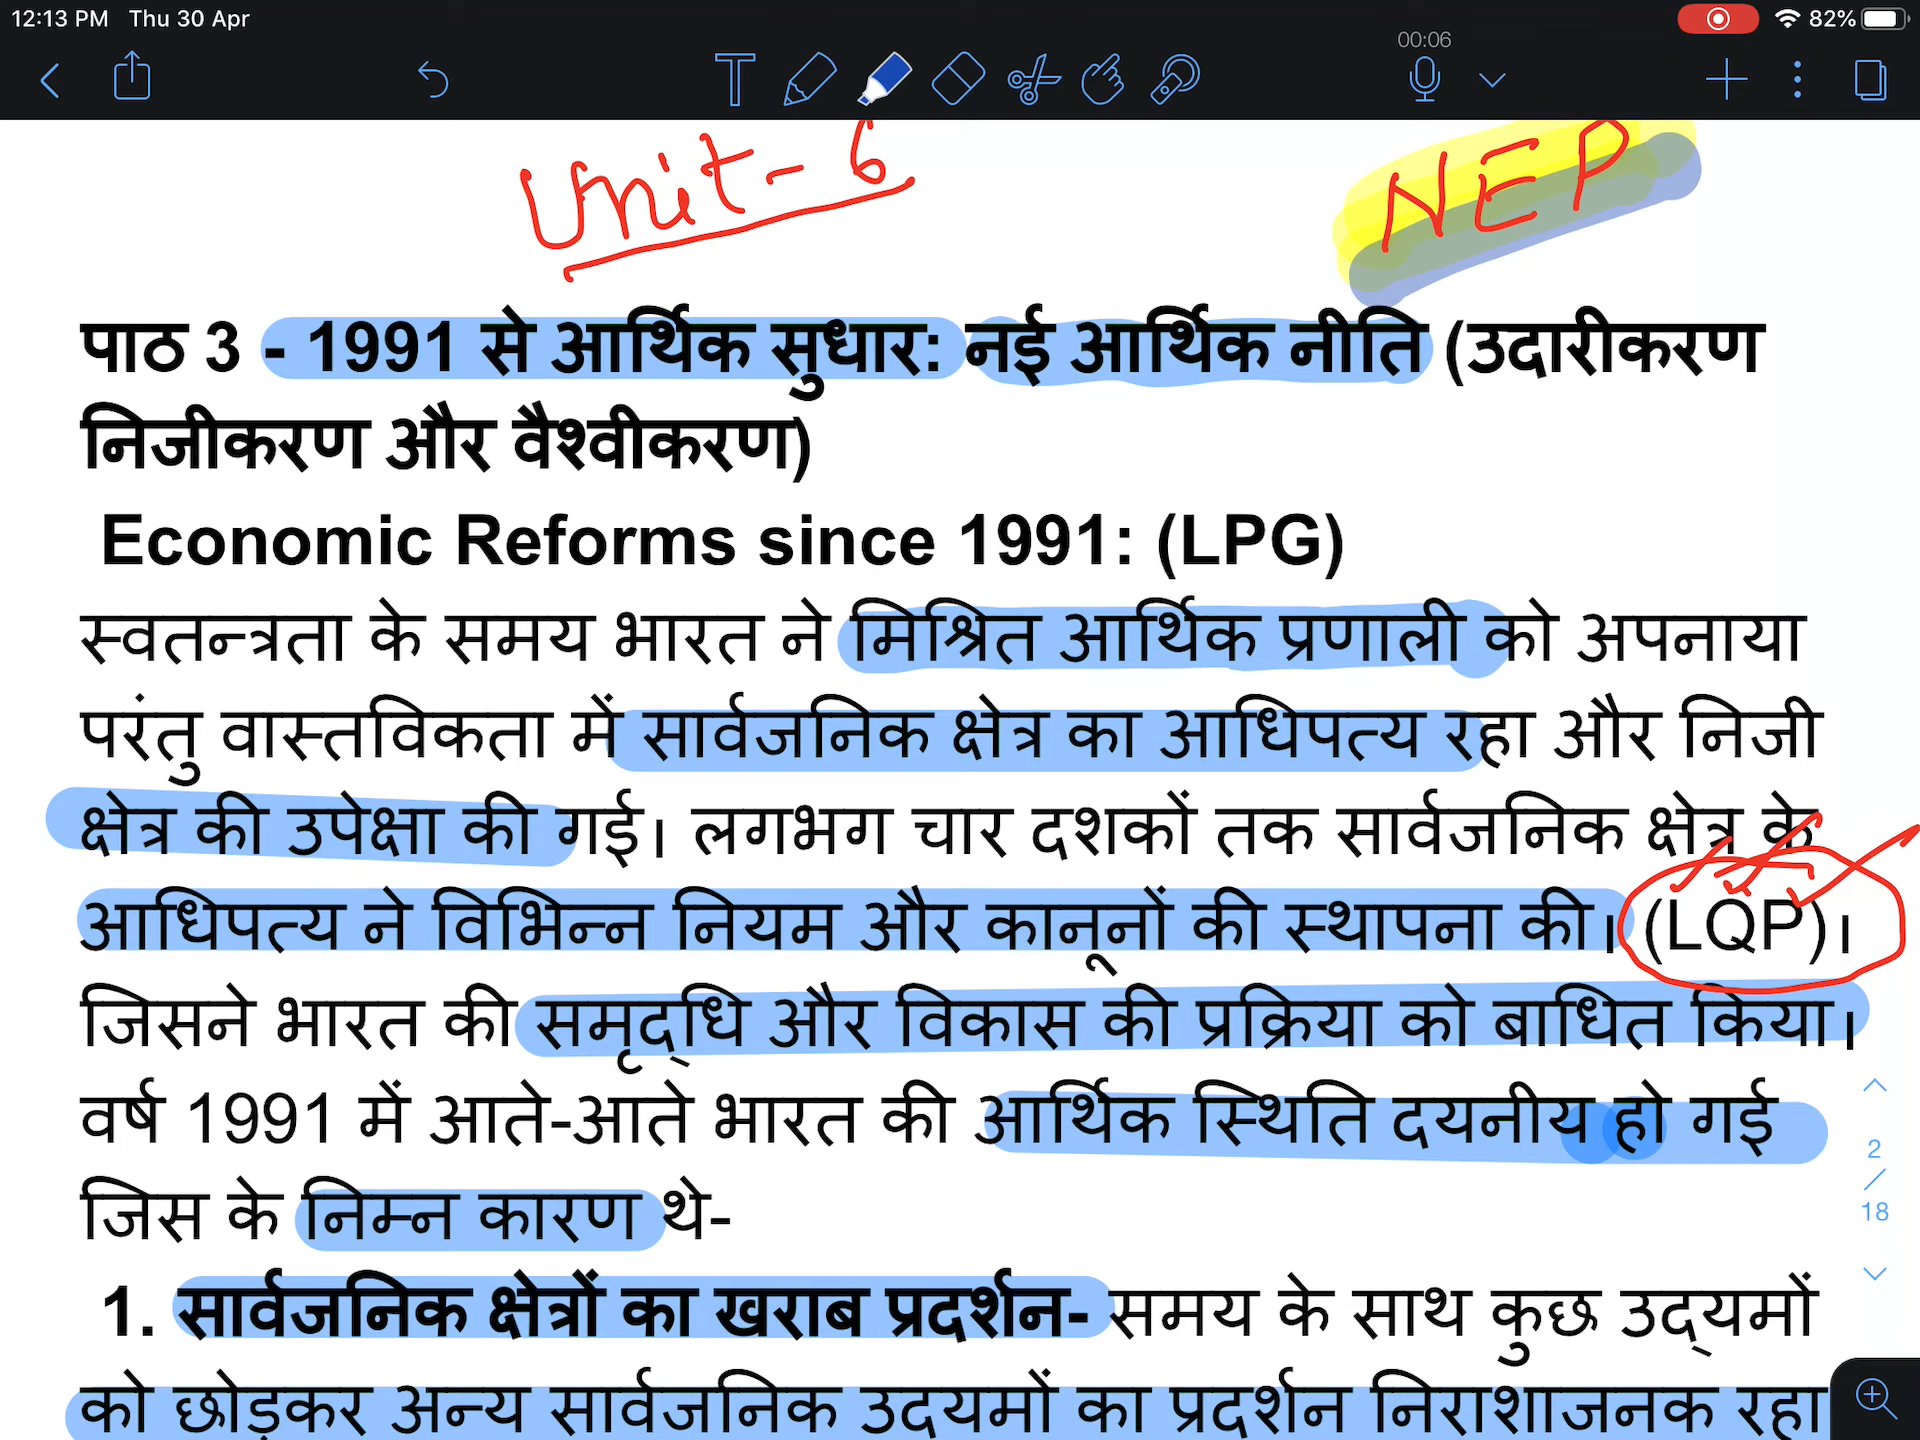 12:13 PM Thu 30 Apr
82%
00:06
Unit - 6
NEP
पाठ 3 - 1991 से आर्थिक सुधार: नई आर्थिक नीति (उदारीकरण
निजीकरण और वैश्वीकरण)
Economic Reforms since 1991: (LPG)
स्वतन्त्रता के समय भारत ने मिश्रित आर्थिक प्रणाली को अपनाया
परंतु वास्तविकता में सार्वजनिक क्षेत्र का आधिपत्य रहा और निजी
क्षेत्र की उपेक्षा की गई। लगभग चार दशकों तक सार्वजनिक क्षेत्र के
आधिपत्य ने विभिन्न नियम और कानूनों की स्थापना की। (LQP)।
जिसने भारत की समृद्धि और विकास की प्रक्रिया को बाधित किया।
वर्ष 1991 में आते-आते भारत की आर्थिक स्थिति दयनीय हो गई
जिस के निम्न कारण थे-
1. सार्वजनिक क्षेत्रों का खराब प्रदर्शन- समय के साथ कुछ उद्यमों
को छोड़कर अन्य सार्वजनिक उदयमों का प्रदर्शन निराशाजनक रहा
2
/
18